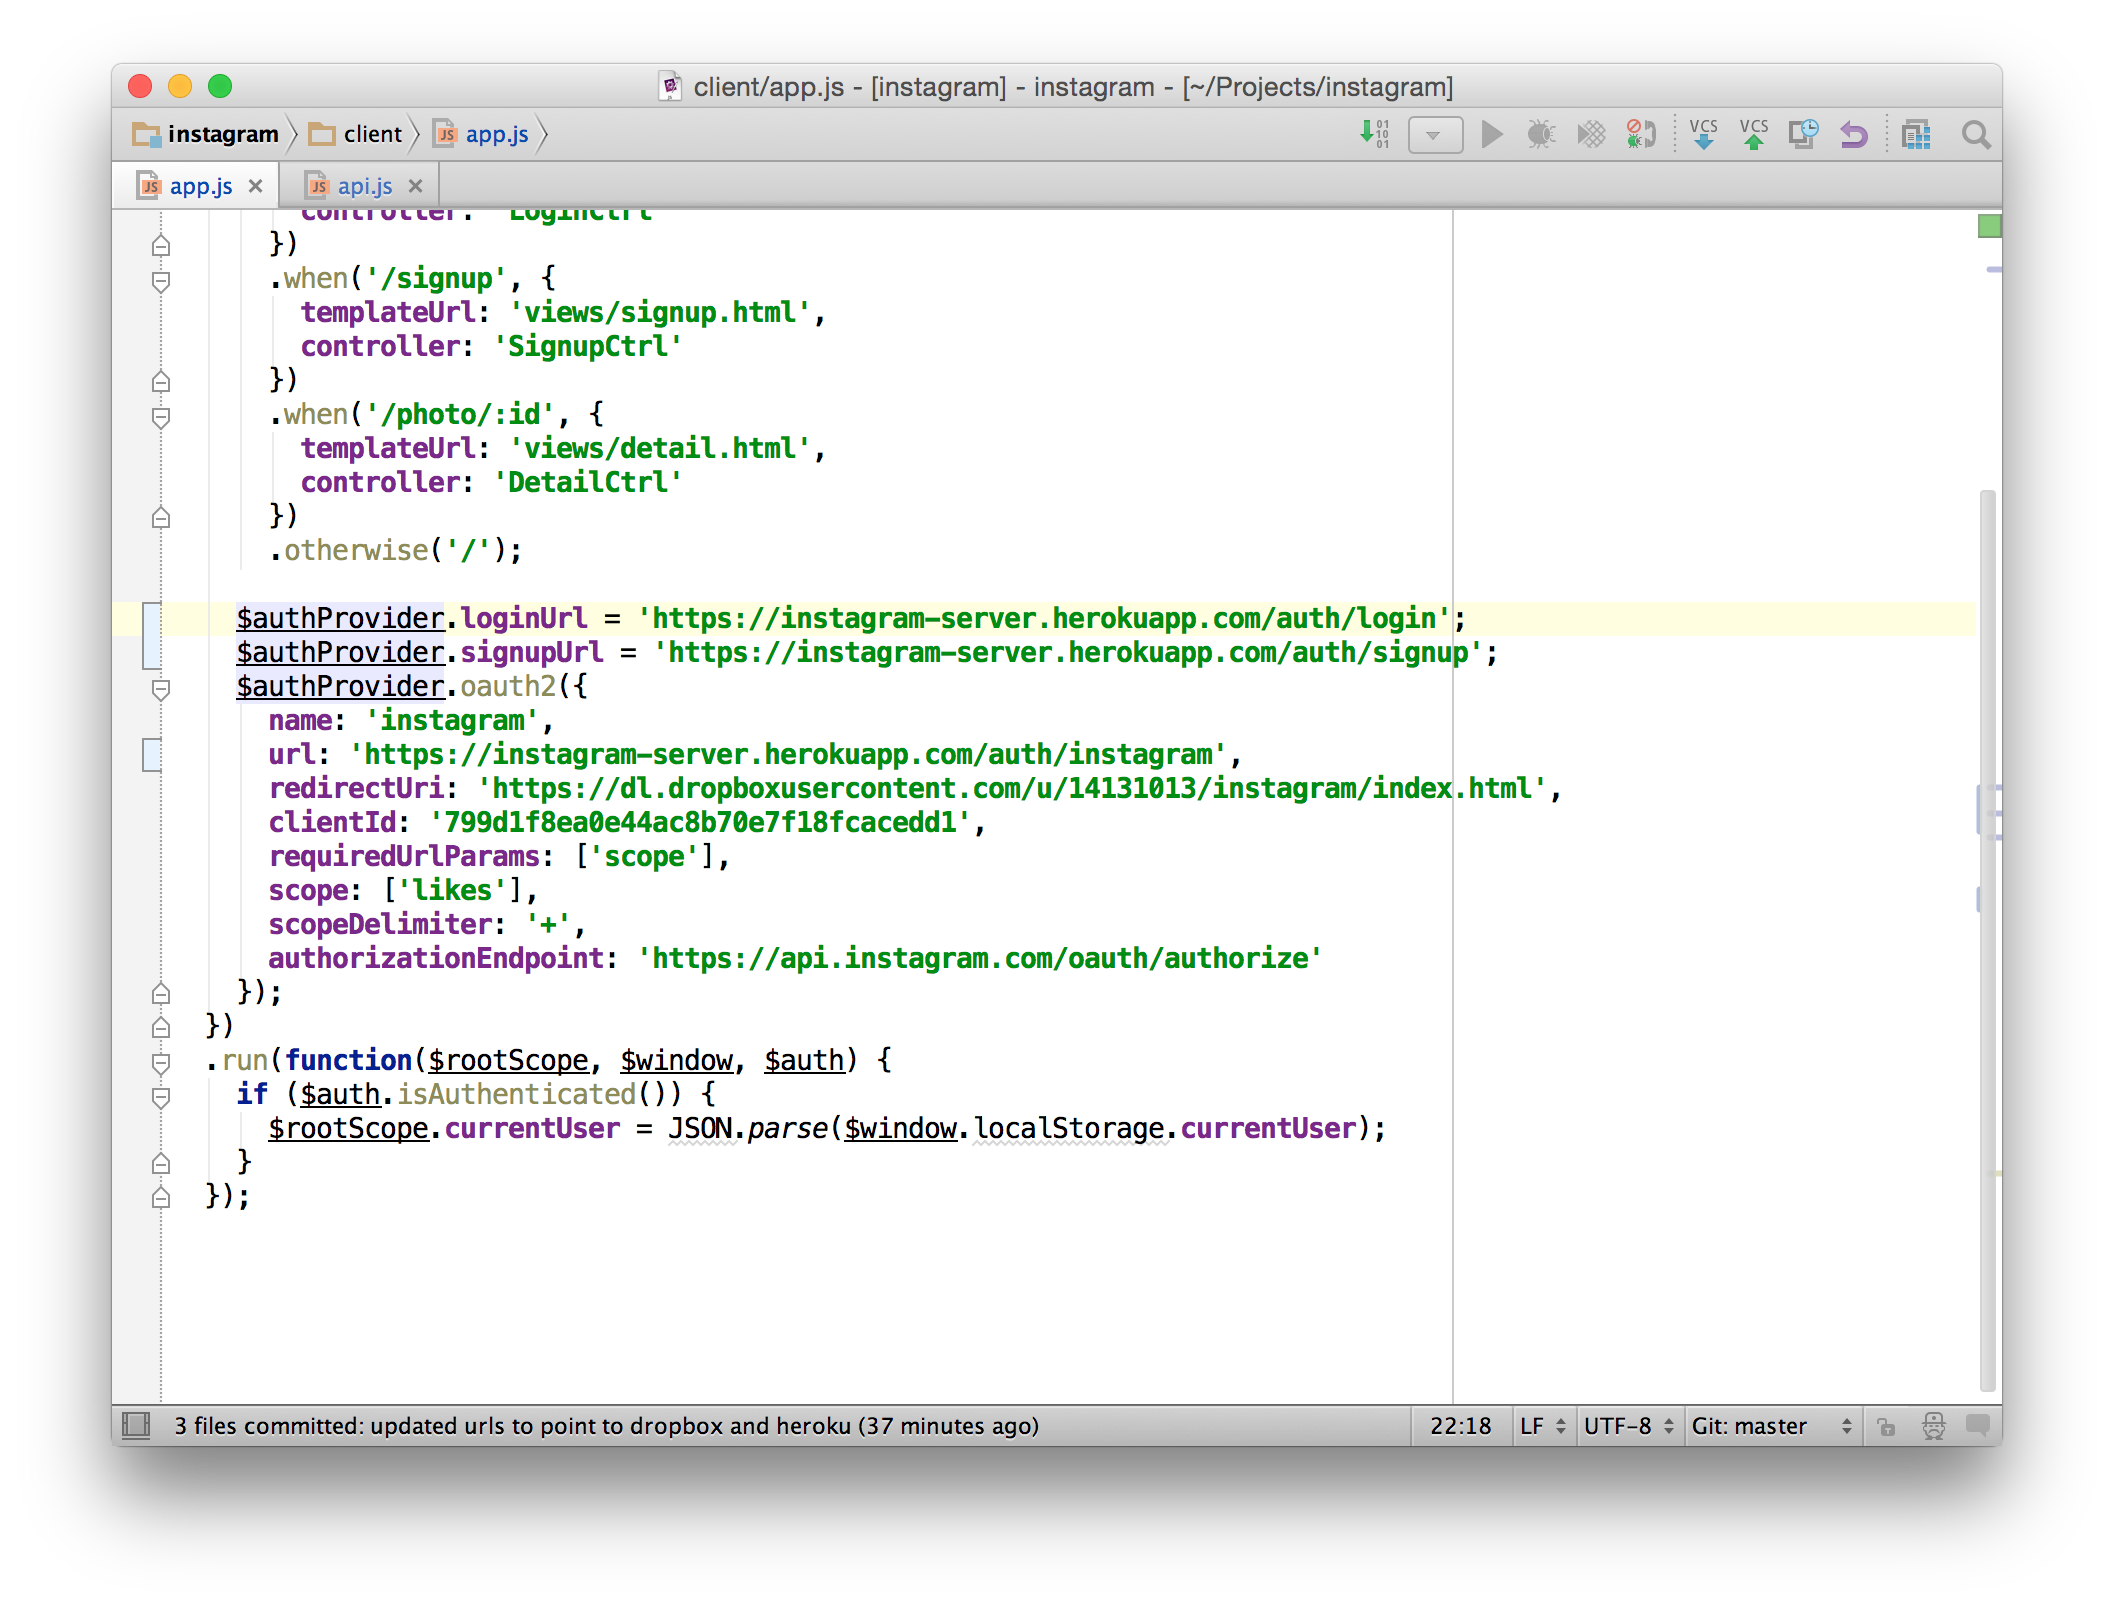 client/app.js - [instagram] - instagram - [~/Projects/instagram]
instagram client JS app.js
VCS VCS
JS app.js JS api.js
controller: 'LoginCtrl'
})
.when('/signup', {
templateUrl: 'views/signup.html',
controller: 'SignupCtrl'
})
.when('/photo/:id', {
templateUrl: 'views/detail.html',
controller: 'DetailCtrl'
})
.otherwise('/');
$authProvider.loginUrl = 'https://instagram-server.herokuapp.com/auth/login';
$authProvider.signupUrl = 'https://instagram-server.herokuapp.com/auth/signup';
$authProvider.oauth2({
name: 'instagram',
url: 'https://instagram-server.herokuapp.com/auth/instagram',
redirectUri: 'https://dl.dropboxusercontent.com/u/14131013/instagram/index.html',
clientId: '799d1f8ea0e44ac8b70e7f18fcacedd1',
requiredUrlParams: ['scope'],
scope: ['likes'],
scopeDelimiter: '+',
authorizationEndpoint: 'https://api.instagram.com/oauth/authorize'
});
})
.run(function($rootScope, $window, $auth) {
if ($auth.isAuthenticated()) {
$rootScope.currentUser = JSON.parse($window.localStorage.currentUser);
}
});
3 files committed: updated urls to point to dropbox and heroku (37 minutes ago) 22:18 LF UTF-8 Git: master